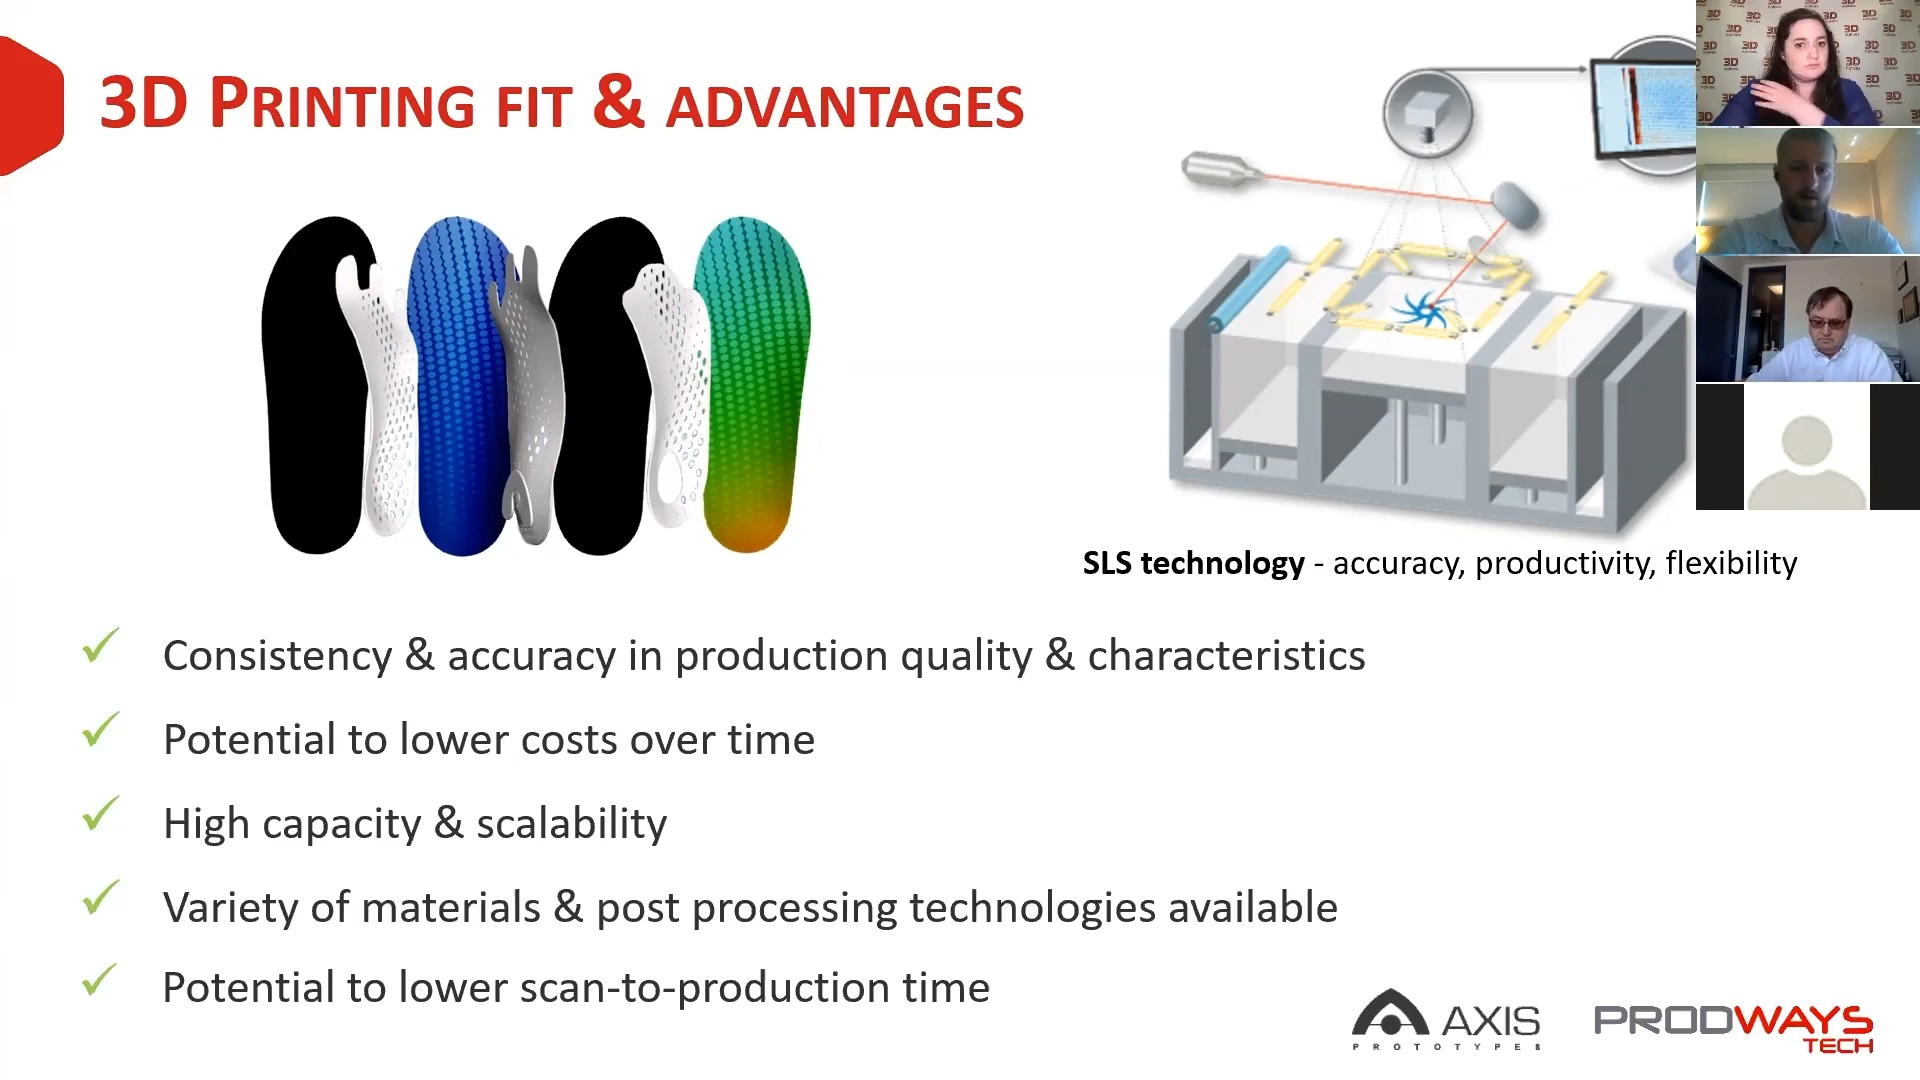 3D PRINTING FIT & ADVANTAGES
SLS technology - accuracy, productivity, flexibility
✓ Consistency & accuracy in production quality & characteristics
✓ Potential to lower costs over time
✓ High capacity & scalability
✓ Variety of materials & post processing technologies available
✓ Potential to lower scan-to-production time
AXIS
PROTOTYPES
PRODWAYS
TECH
3D
natives